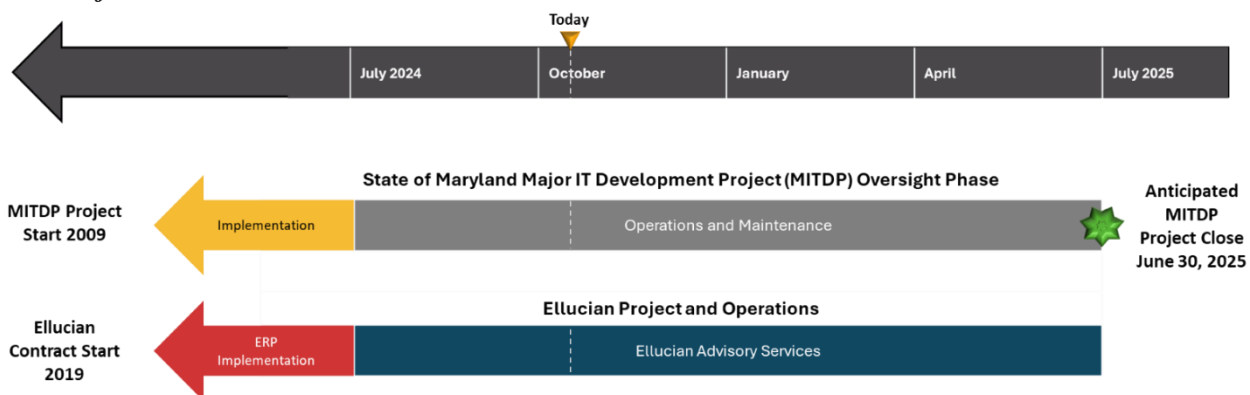 Today
July 2024
October
January
April
July 2025
State of Maryland Major IT Development Project (MITDP) Oversight Phase
MITDP Project
Start 2009
Implementation
Operations and Maintenance
Anticipated
MITDP
Project Close
June 30, 2025
Ellucian Project and Operations
Ellucian
Contract Start
2019
ERP
Implementation
Ellucian Advisory Services